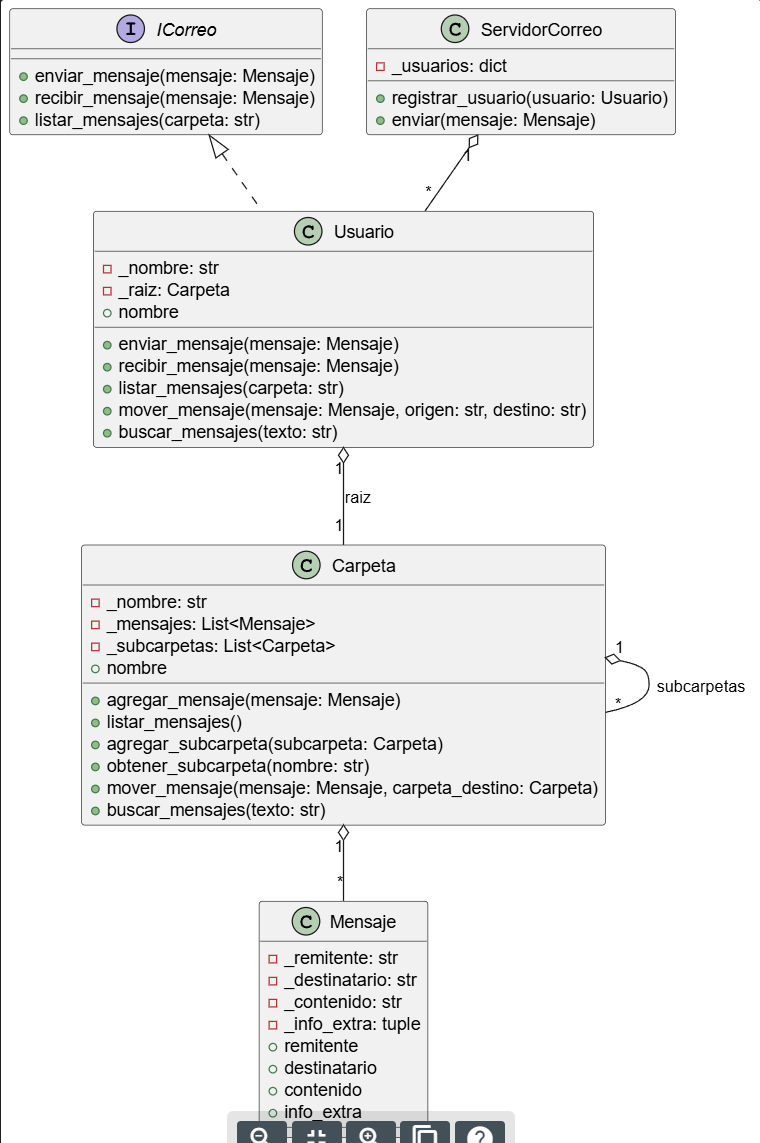 I ICorreo
enviar_mensaje(mensaje: Mensaje)
recibir_mensaje(mensaje: Mensaje)
listar_mensajes(carpeta: str)
C ServidorCorreo
_usuarios: dict
registrar_usuario(usuario: Usuario)
enviar(mensaje: Mensaje)
1
*
C Usuario
_nombre: str
_raiz: Carpeta
nombre
enviar_mensaje(mensaje: Mensaje)
recibir_mensaje(mensaje: Mensaje)
listar_mensajes(carpeta: str)
mover_mensaje(mensaje: Mensaje, origen: str, destino: str)
buscar_mensajes(texto: str)
1
raiz
1
C Carpeta
_nombre: str
_mensajes: List<Mensaje>
_subcarpetas: List<Carpeta>
nombre
agregar_mensaje(mensaje: Mensaje)
listar_mensajes()
agregar_subcarpeta(subcarpeta: Carpeta)
obtener_subcarpeta(nombre: str)
mover_mensaje(mensaje: Mensaje, carpeta_destino: Carpeta)
buscar_mensajes(texto: str)
1
subcarpetas
*
1
*
C Mensaje
_remitente: str
_destinatario: str
_contenido: str
_info_extra: tuple
remitente
destinatario
contenido
info_extra
?